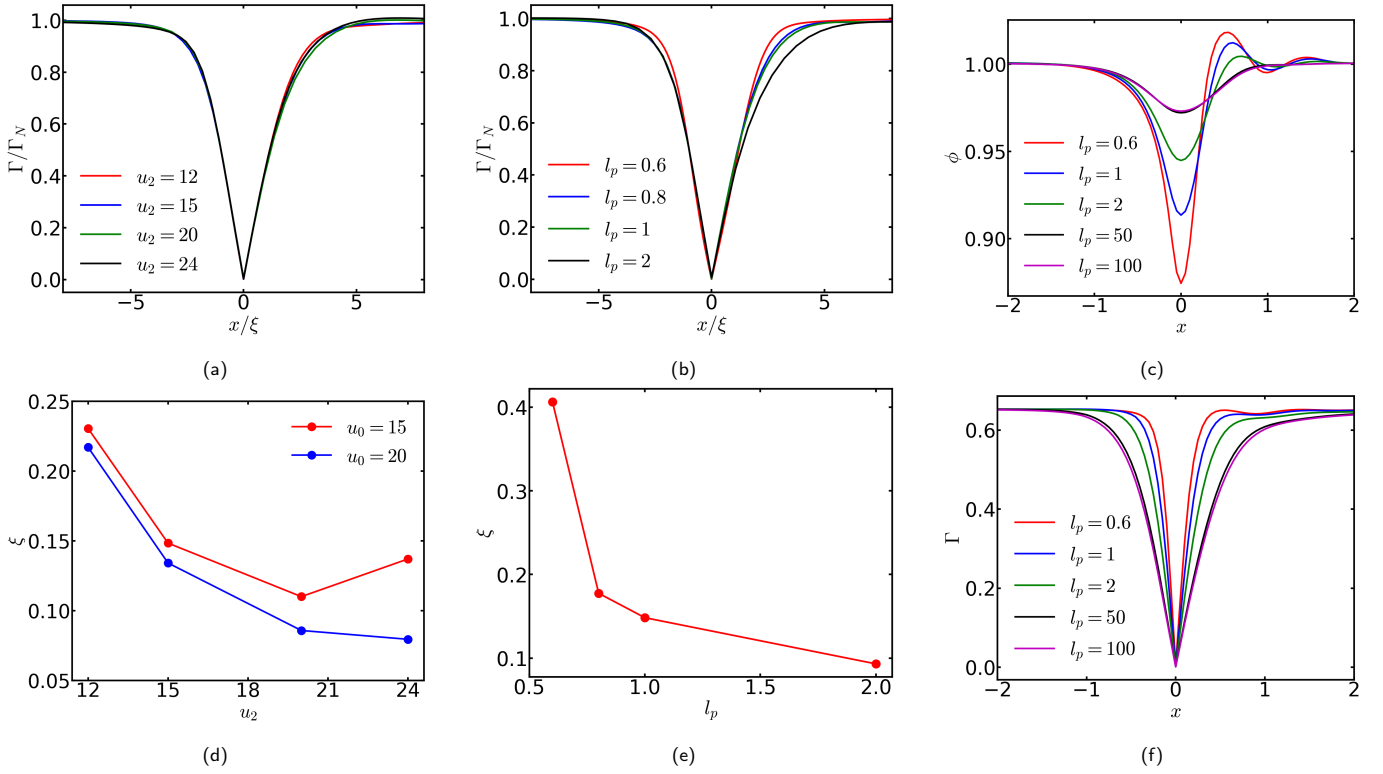 Γ/Γ_N
1.0
0.8
0.6
0.4
0.2
0.0
u_2 = 12
u_2 = 15
u_2 = 20
u_2 = 24
−5 0 5
x/ξ
(a)
Γ/Γ_N
1.0
0.8
0.6
0.4
0.2
0.0
l_p = 0.6
l_p = 0.8
l_p = 1
l_p = 2
−5 0 5
x/ξ
(b)
ϕ
1.00
0.95
0.90
l_p = 0.6
l_p = 1
l_p = 2
l_p = 50
l_p = 100
−2 −1 0 1 2
x
(c)
ξ
0.25
0.20
0.15
0.10
0.05
u_0 = 15
u_0 = 20
12 15 18 21 24
u_2
(d)
ξ
0.4
0.3
0.2
0.1
0.5 1.0 1.5 2.0
l_p
(e)
Γ
0.6
0.4
0.2
0.0
l_p = 0.6
l_p = 1
l_p = 2
l_p = 50
l_p = 100
−2 −1 0 1 2
x
(f)